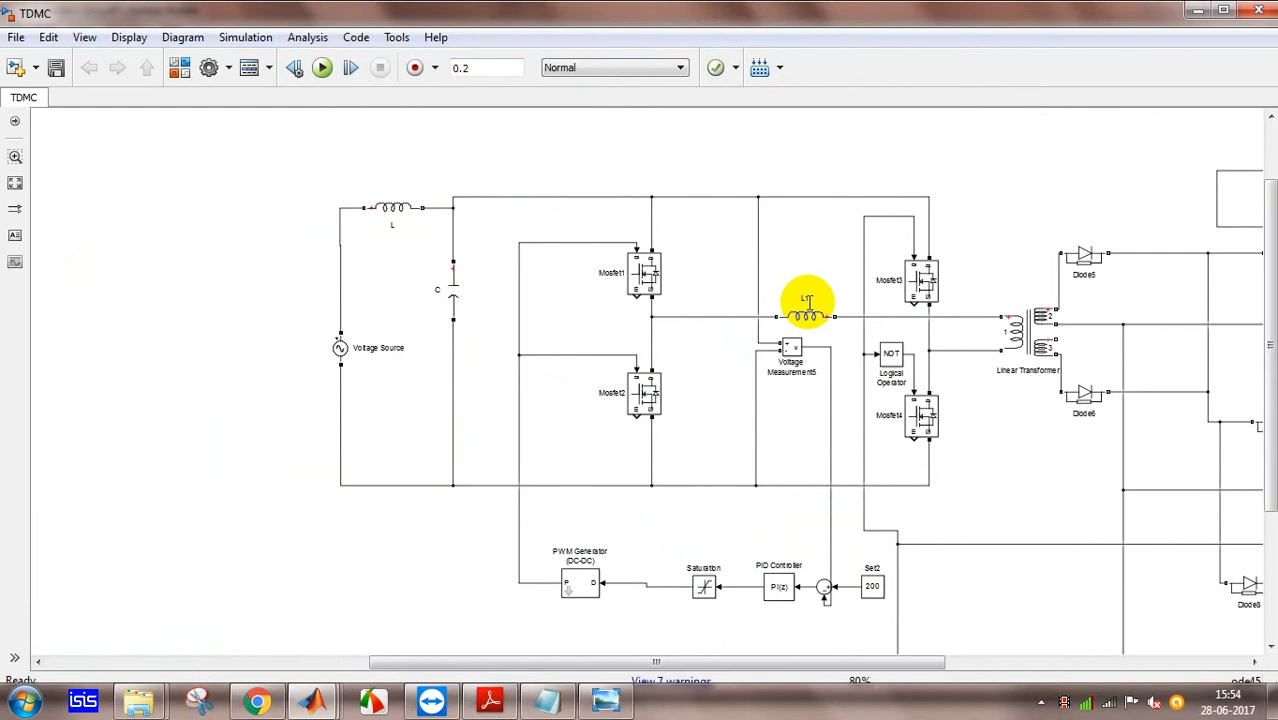 TDMC
File Edit View Display Diagram Simulation Analysis Code Tools Help
0.2 Normal
TDMC
L
C
Voltage Source
Mosfet1
Mosfet2
L1
v
Voltage
Measurement5
Mosfet3
NOT
Logical
Operator
Mosfet4
1
2
3
Linear Transformer
Diode5
Diode6
PWM Generator
(DC-DC)
P D
Saturation
PID Controller
PI(z)
Set2
200
Diode8
Ready View 7 warnings 80% ode45
isis
15:54
28-06-2017